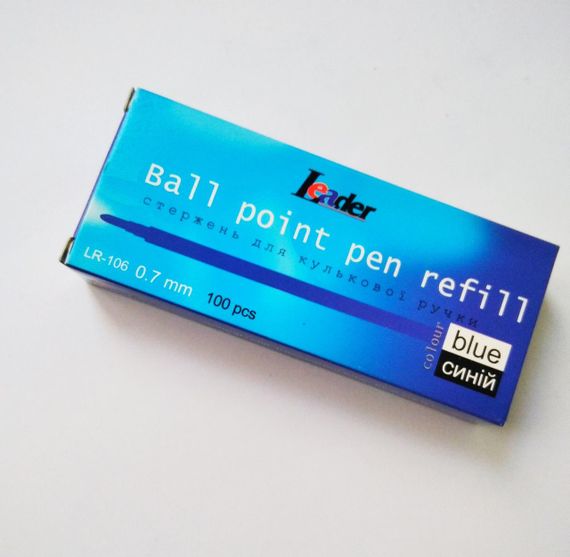 Leader
Ball point pen refill
стержень для кулькової ручки
LR-106 0.7 mm 100 pcs
colour
blue
синій